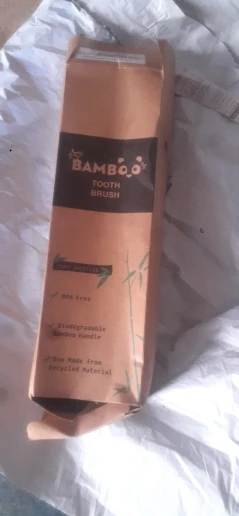 BAMBOO
TOOTH
BRUSH
BPA Free
Biodegradable
Bamboo Handle
Box Made from
Recycled Material